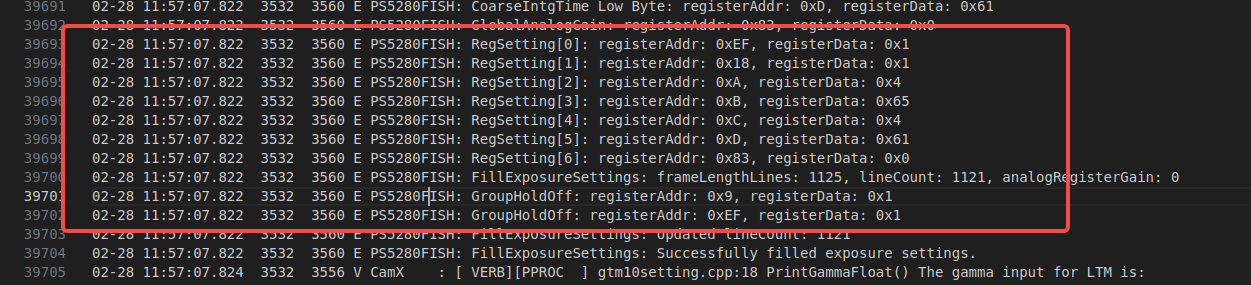 39691 02-28 11:57:07.822 3532 3560 E PS5280FISH: CoarseIntgTime Low Byte: registerAddr: 0xD, registerData: 0x61
39692 02-28 11:57:07.822 3532 3560 E PS5280FISH: GlobalAnalogGain: registerAddr: 0x83, registerData: 0x0
39693 02-28 11:57:07.822 3532 3560 E PS5280FISH: RegSetting[0]: registerAddr: 0xEF, registerData: 0x1
39694 02-28 11:57:07.822 3532 3560 E PS5280FISH: RegSetting[1]: registerAddr: 0x18, registerData: 0x1
39695 02-28 11:57:07.822 3532 3560 E PS5280FISH: RegSetting[2]: registerAddr: 0xA, registerData: 0x4
39696 02-28 11:57:07.822 3532 3560 E PS5280FISH: RegSetting[3]: registerAddr: 0xB, registerData: 0x65
39697 02-28 11:57:07.822 3532 3560 E PS5280FISH: RegSetting[4]: registerAddr: 0xC, registerData: 0x4
39698 02-28 11:57:07.822 3532 3560 E PS5280FISH: RegSetting[5]: registerAddr: 0xD, registerData: 0x61
39699 02-28 11:57:07.822 3532 3560 E PS5280FISH: RegSetting[6]: registerAddr: 0x83, registerData: 0x0
39700 02-28 11:57:07.822 3532 3560 E PS5280FISH: FillExposureSettings: frameLengthLines: 1125, lineCount: 1121, analogRegisterGain: 0
39701 02-28 11:57:07.822 3532 3560 E PS5280FISH: GroupHoldOff: registerAddr: 0x9, registerData: 0x1
39702 02-28 11:57:07.822 3532 3560 E PS5280FISH: GroupHoldOff: registerAddr: 0xEF, registerData: 0x1
39703 02-28 11:57:07.822 3532 3560 E PS5280FISH: FillExposureSettings: Updated lineCount: 1121
39704 02-28 11:57:07.822 3532 3560 E PS5280FISH: FillExposureSettings: Successfully filled exposure settings.
39705 02-28 11:57:07.824 3532 3556 V CamX : [ VERB][PPROC ] gtm10setting.cpp:18 PrintGammaFloat() The gamma input for LTM is: